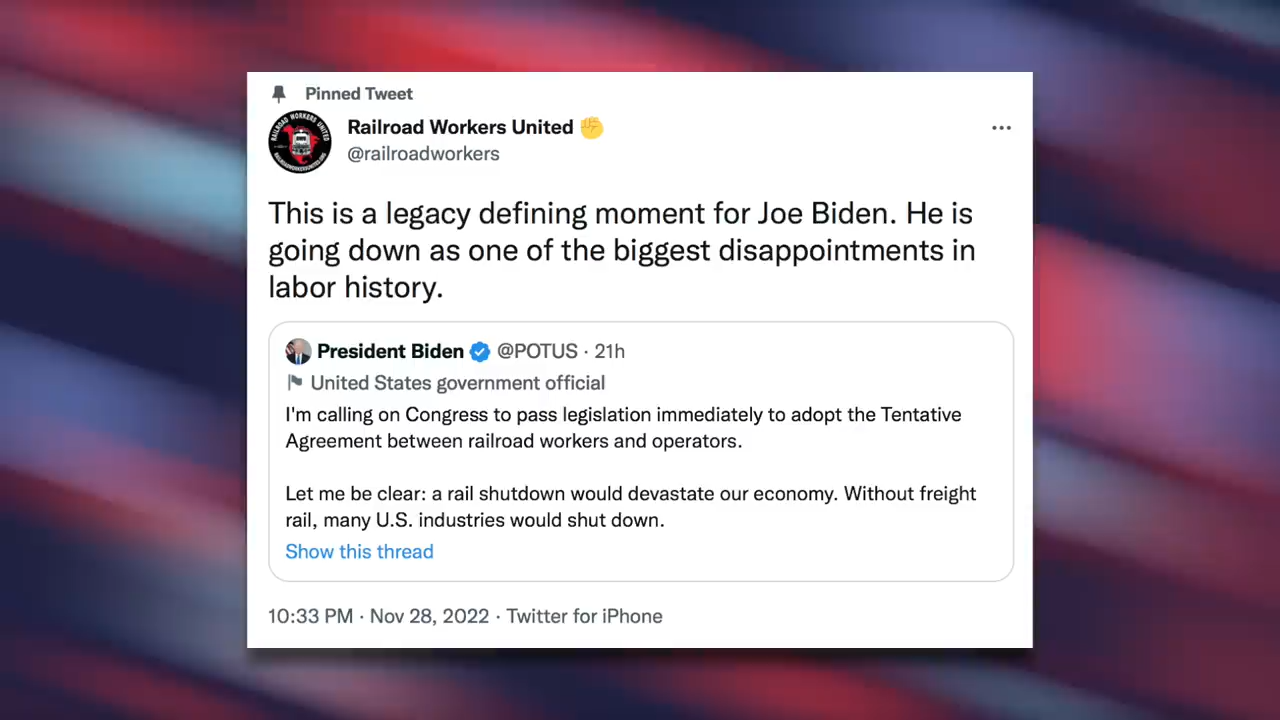 Pinned Tweet
RAILROAD WORKERS UNITED
Railroad Workers United ✊
@railroadworkers
This is a legacy defining moment for Joe Biden. He is
going down as one of the biggest disappointments in
labor history.
President Biden @POTUS · 21h
United States government official
I'm calling on Congress to pass legislation immediately to adopt the Tentative
Agreement between railroad workers and operators.
Let me be clear: a rail shutdown would devastate our economy. Without freight
rail, many U.S. industries would shut down.
Show this thread
10:33 PM · Nov 28, 2022 · Twitter for iPhone